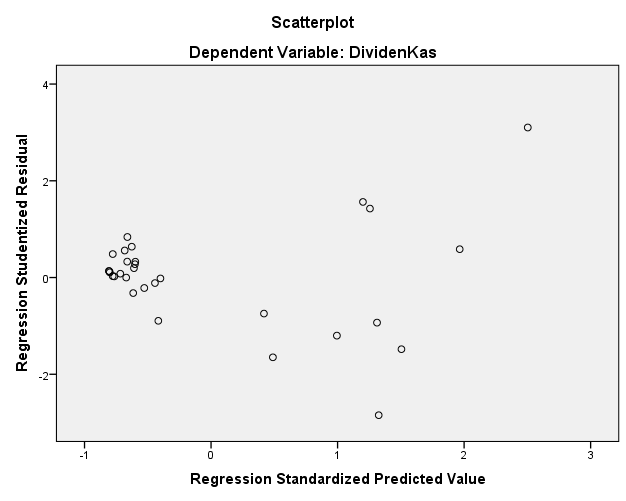 Scatterplot
Dependent Variable: DividenKas
Regression Studentized Residual
4
2
0
-2
-1
0
1
2
3
Regression Standardized Predicted Value